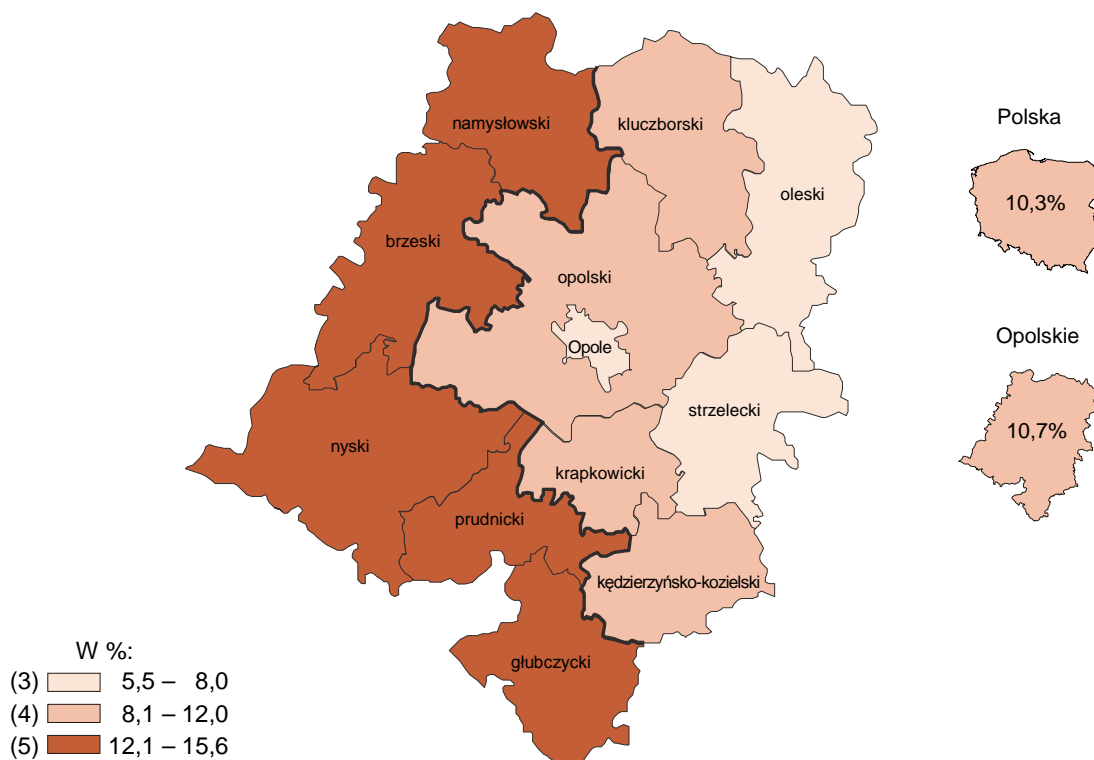 namysłowski
kluczborski
Polska
oleski
10,3%
brzeski
opolski
Opolskie
Opole
strzelecki
10,7%
nyski
krapkowicki
prudnicki
kędzierzyńsko-kozielski
W %:
głubczycki
(3) 5,5 – 8,0
(4) 8,1 – 12,0
(5) 12,1 – 15,6